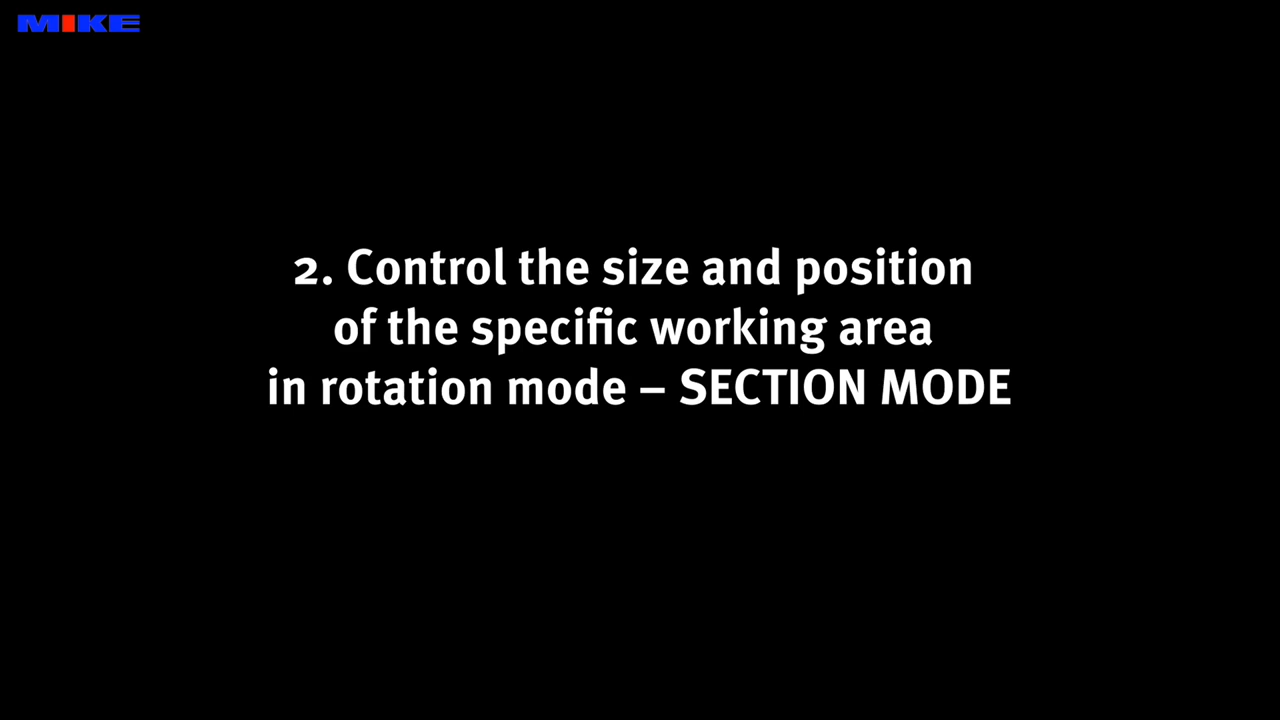 MIKE
2. Control the size and position
of the specific working area
in rotation mode – SECTION MODE